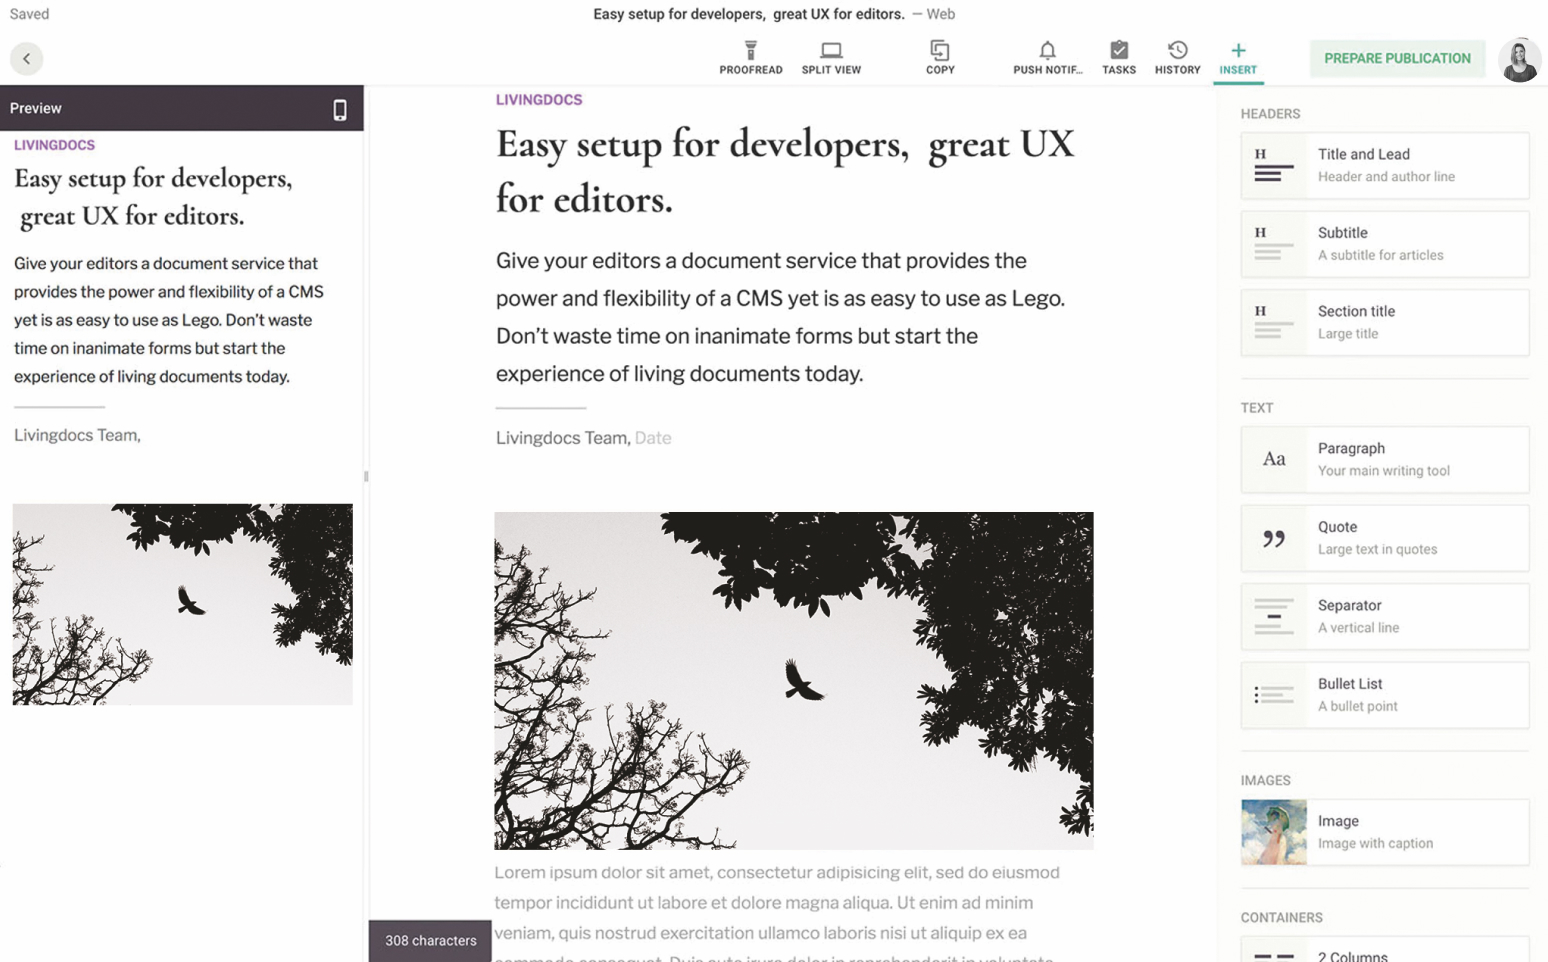 Saved
Easy setup for developers,  great UX for editors. — Web
PROOFREAD
SPLIT VIEW
COPY
PUSH NOTIF...
TASKS
HISTORY
INSERT
PREPARE PUBLICATION
Preview
LIVINGDOCS
Easy setup for developers,
great UX for editors.
Give your editors a document service that
provides the power and flexibility of a CMS
yet is as easy to use as Lego. Don’t waste
time on inanimate forms but start the
experience of living documents today.
Livingdocs Team,
LIVINGDOCS
Easy setup for developers,  great UX
for editors.
Give your editors a document service that provides the
power and flexibility of a CMS yet is as easy to use as Lego.
Don’t waste time on inanimate forms but start the
experience of living documents today.
Livingdocs Team, Date
Lorem ipsum dolor sit amet, consectetur adipisicing elit, sed do eiusmod
tempor incididunt ut labore et dolore magna aliqua. Ut enim ad minim
veniam, quis nostrud exercitation ullamco laboris nisi ut aliquip ex ea
commodo consequat. Duis aute irure dolor in reprehenderit in voluptate
308 characters
HEADERS
H
Title and Lead
Header and author line
H
Subtitle
A subtitle for articles
H
Section title
Large title
TEXT
Aa
Paragraph
Your main writing tool
”
Quote
Large text in quotes
Separator
A vertical line
Bullet List
A bullet point
IMAGES
Image
Image with caption
CONTAINERS
2 Columns